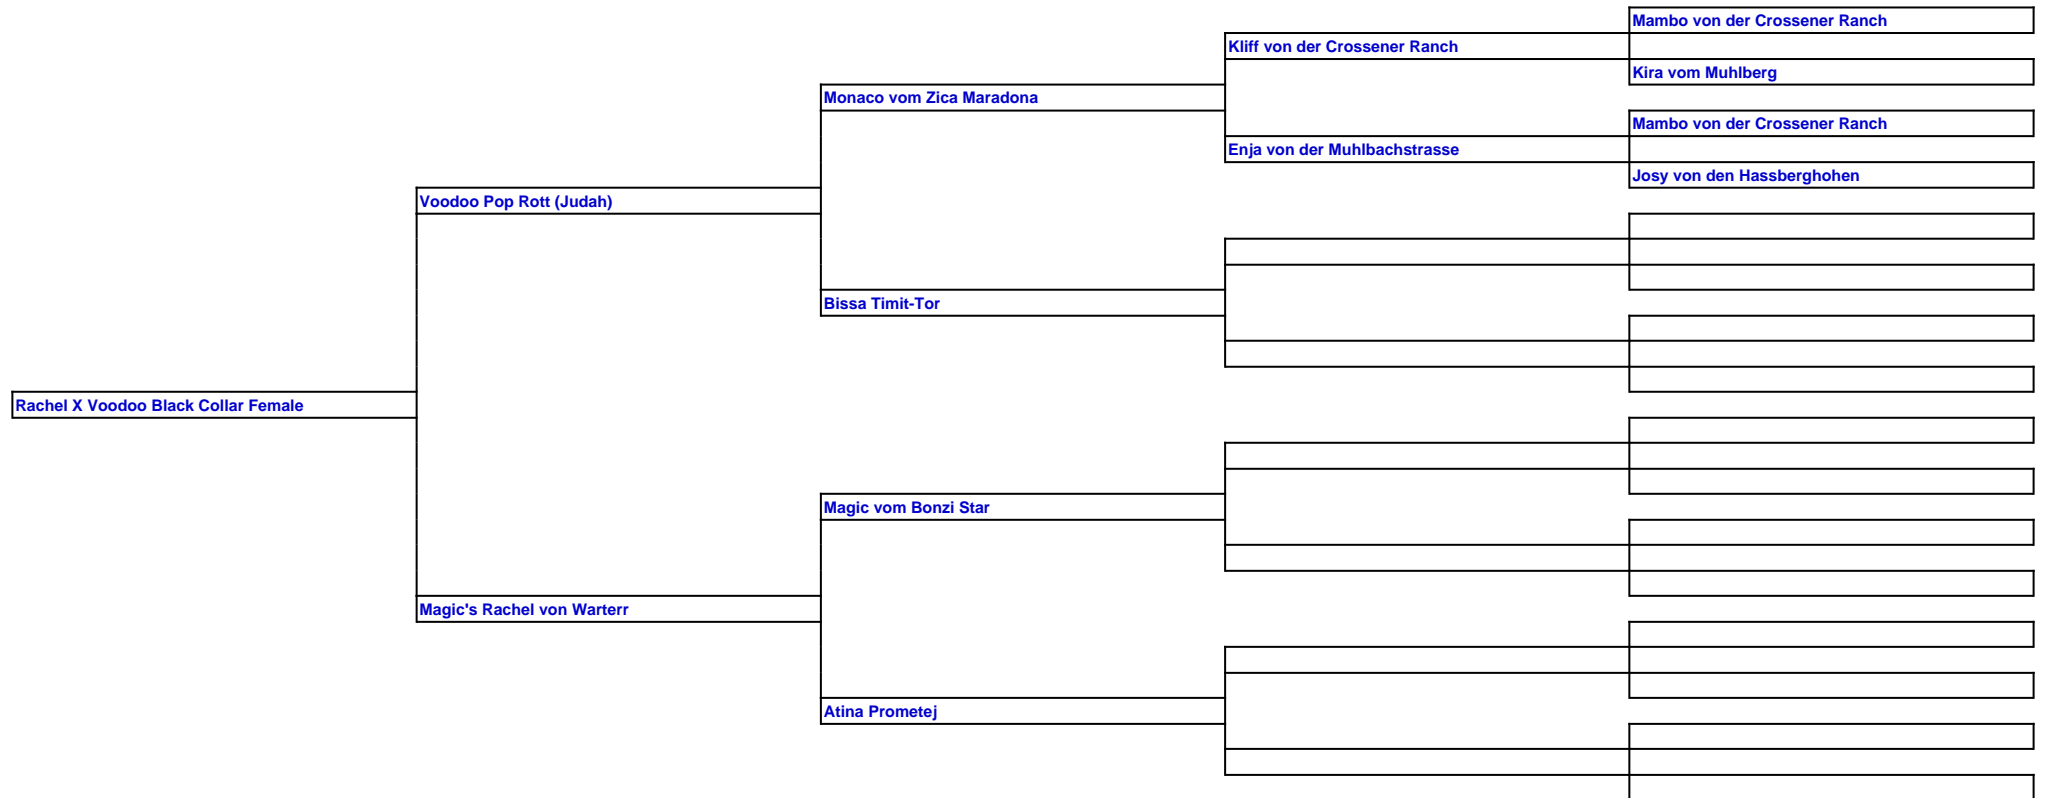 Mambo von der Crossener Ranch
Kliff von der Crossener Ranch
Kira vom Muhlberg
Monaco vom Zica Maradona
Mambo von der Crossener Ranch
Enja von der Muhlbachstrasse
Josy von den Hassberghohen
Voodoo Pop Rott (Judah)
Bissa Timit-Tor
Rachel X Voodoo Black Collar Female
Magic vom Bonzi Star
Magic's Rachel von Warterr
Atina Prometej